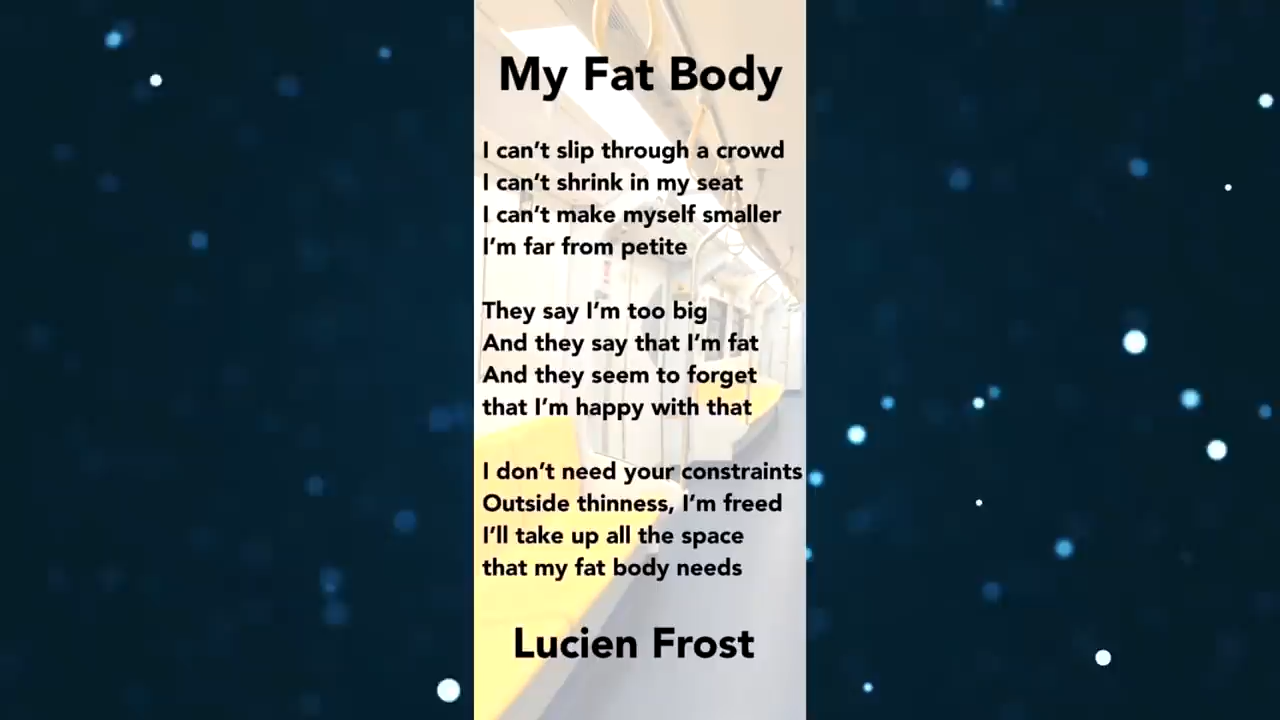 My Fat Body
I can’t slip through a crowd
I can’t shrink in my seat
I can’t make myself smaller
I’m far from petite
They say I’m too big
And they say that I’m fat
And they seem to forget
that I’m happy with that
I don’t need your constraints
Outside thinness, I’m freed
I’ll take up all the space
that my fat body needs
Lucien Frost